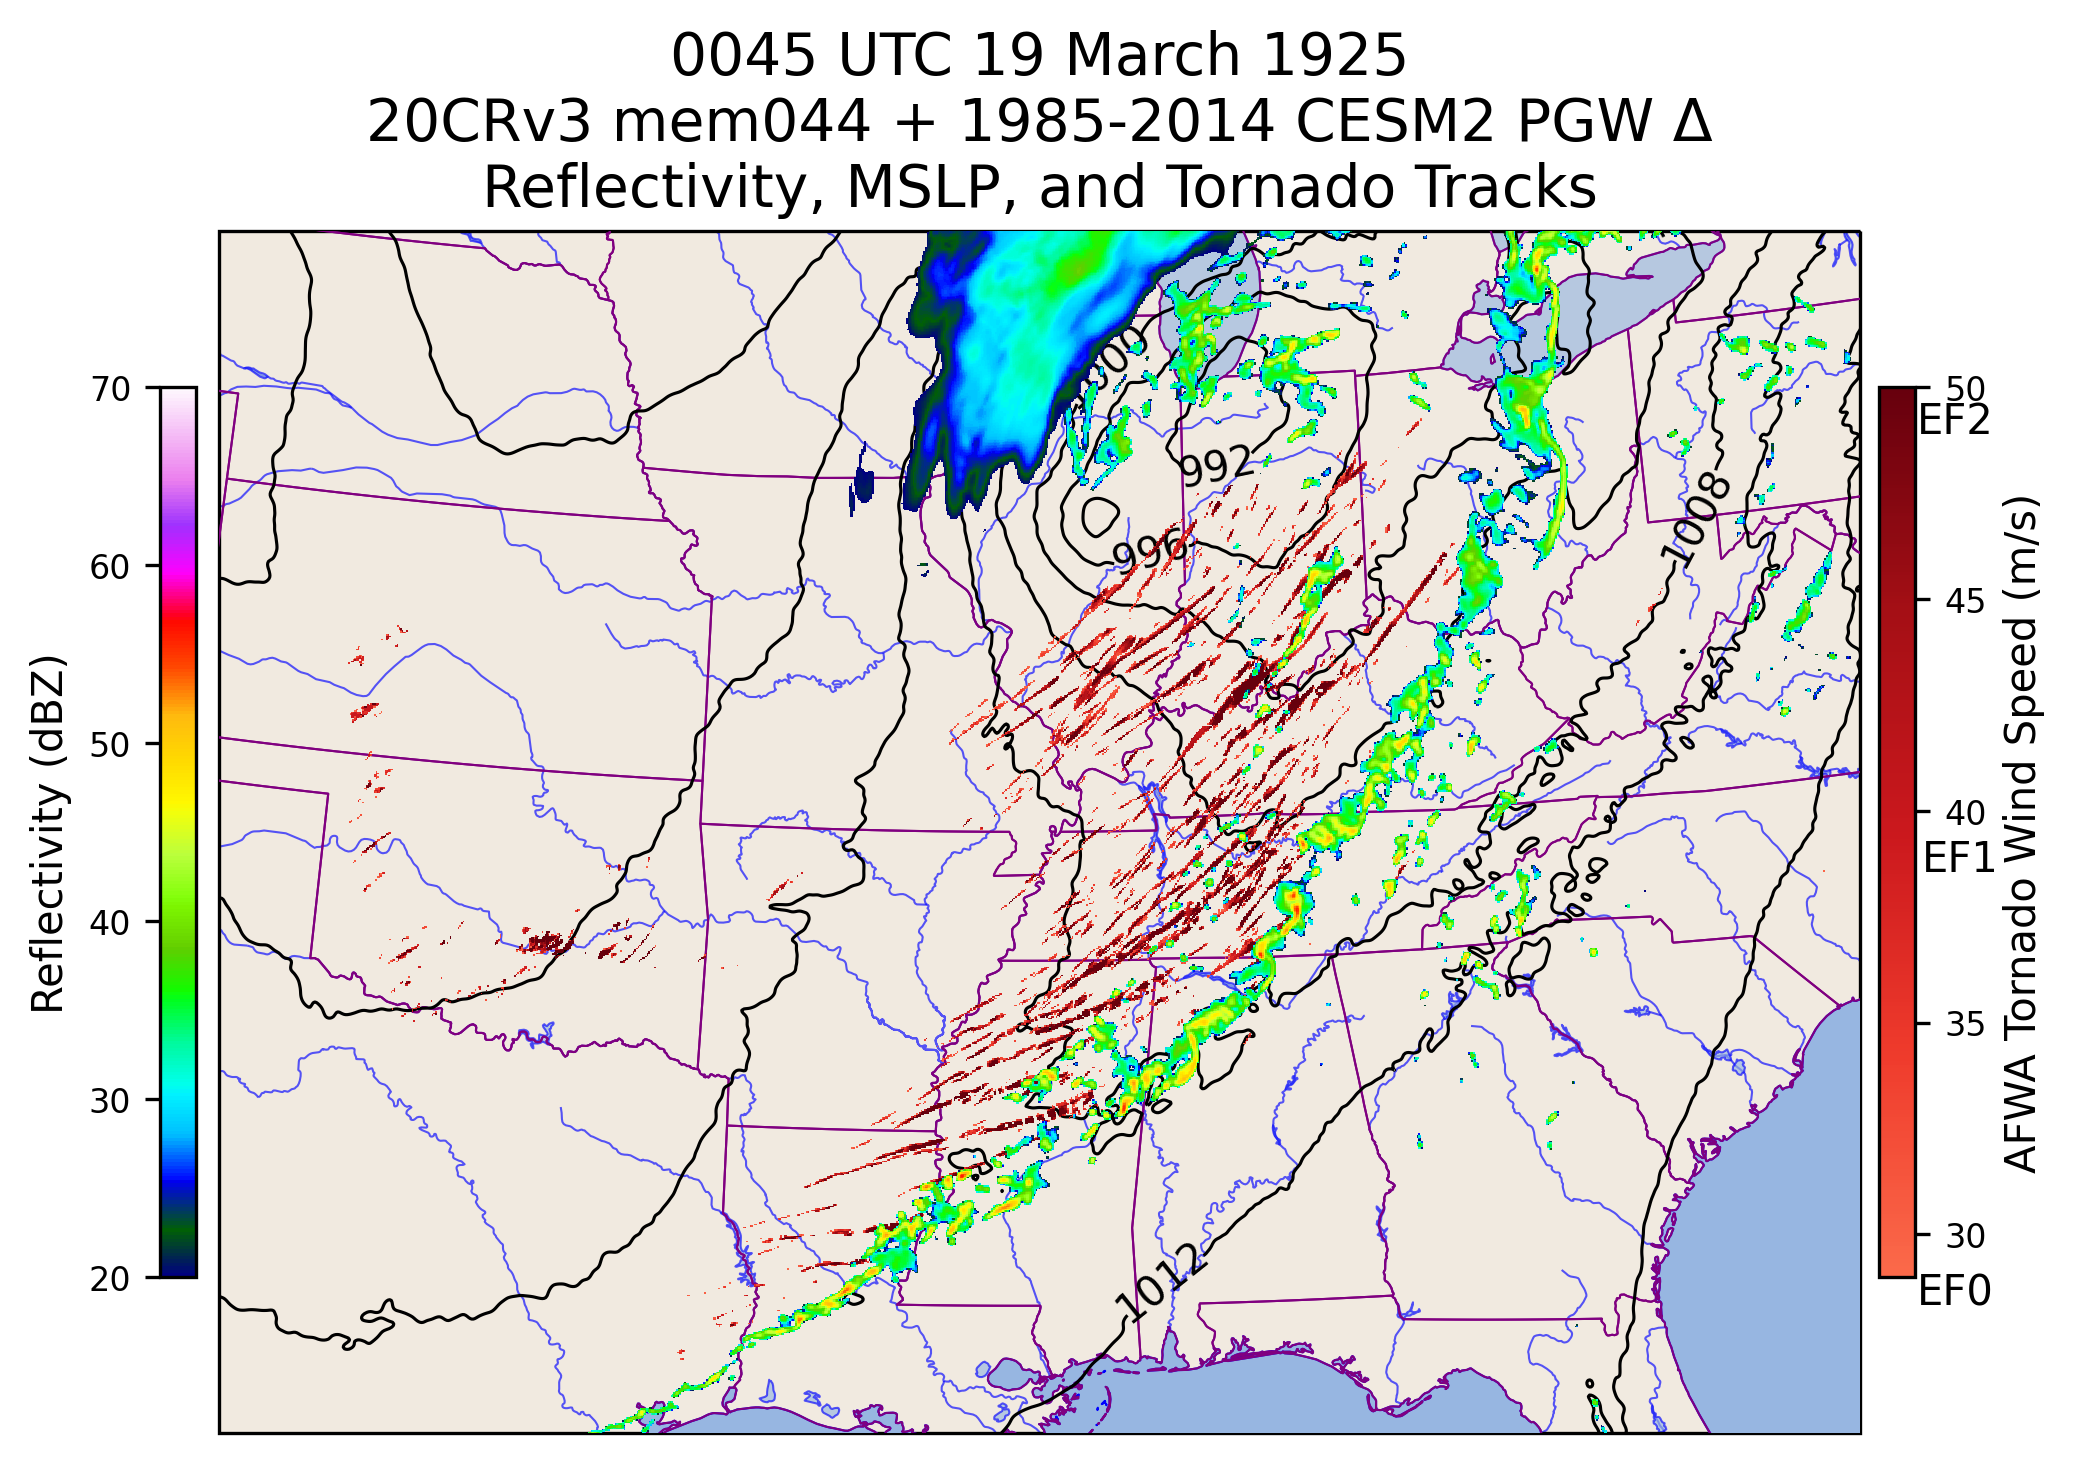 0045 UTC 19 March 1925
20CRv3 mem044 + 1985-2014 CESM2 PGW Δ
Reflectivity, MSLP, and Tornado Tracks
Reflectivity (dBZ)
70
60
50
40
30
20
1000
992
996
1008
1012
50
EF2
45
40
EF1
35
30
EF0
AFWA Tornado Wind Speed (m/s)